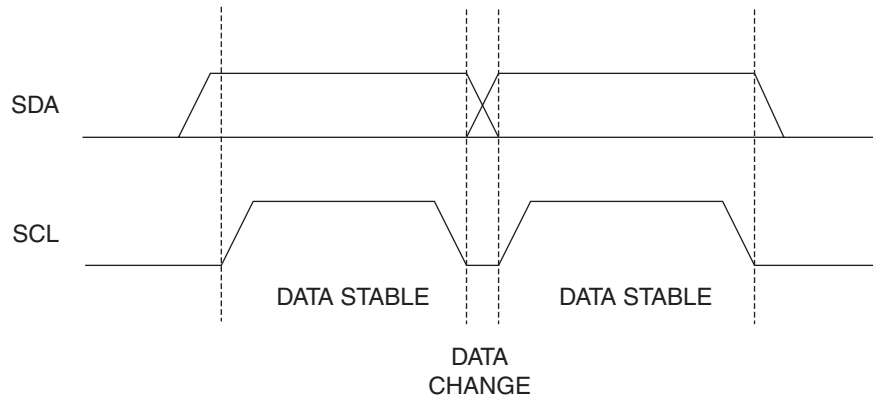 SDA
SCL
DATA STABLE
DATA STABLE
DATA
CHANGE